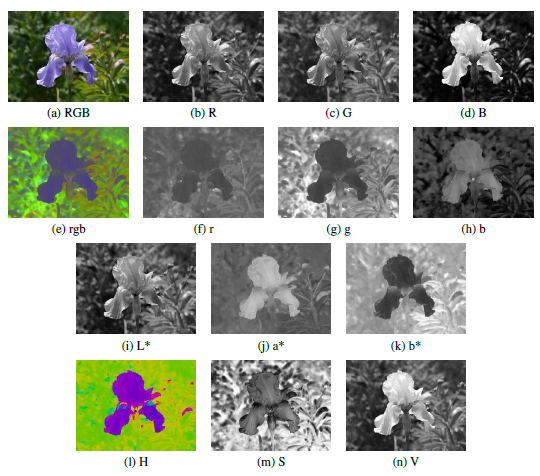 (a) RGB
(b) R
(c) G
(d) B
(e) rgb
(f) r
(g) g
(h) b
(i) L*
(j) a*
(k) b*
(l) H
(m) S
(n) V